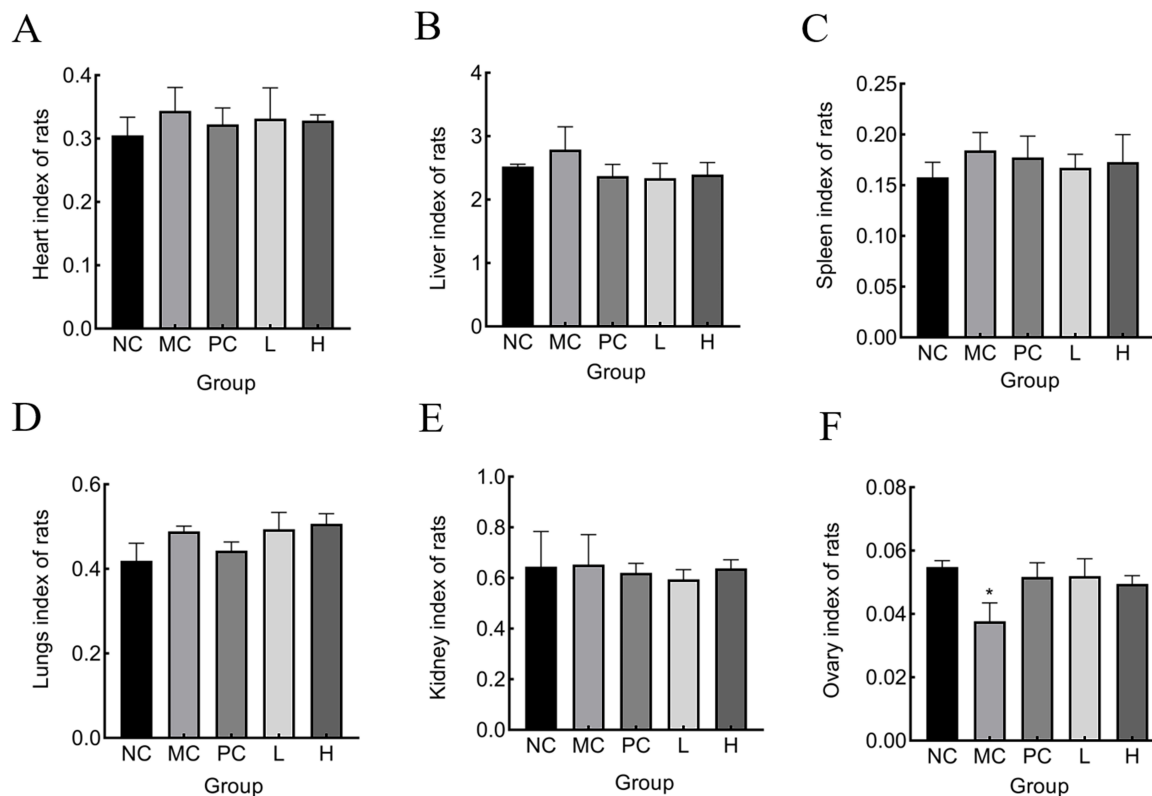 A
Heart index of rats
0.4
0.3
0.2
0.1
0.0
NC MC PC L H
Group
B
Liver index of rats
4
3
2
1
0
NC MC PC L H
Group
C
Spleen index of rats
0.25
0.20
0.15
0.10
0.05
0.00
NC MC PC L H
Group
D
Lungs index of rats
0.6
0.4
0.2
0.0
NC MC PC L H
Group
E
Kidney index of rats
1.0
0.8
0.6
0.4
0.2
0.0
NC MC PC L H
Group
F
Ovary index of rats
0.08
0.06
0.04
0.02
0.00
*
NC MC PC L H
Group